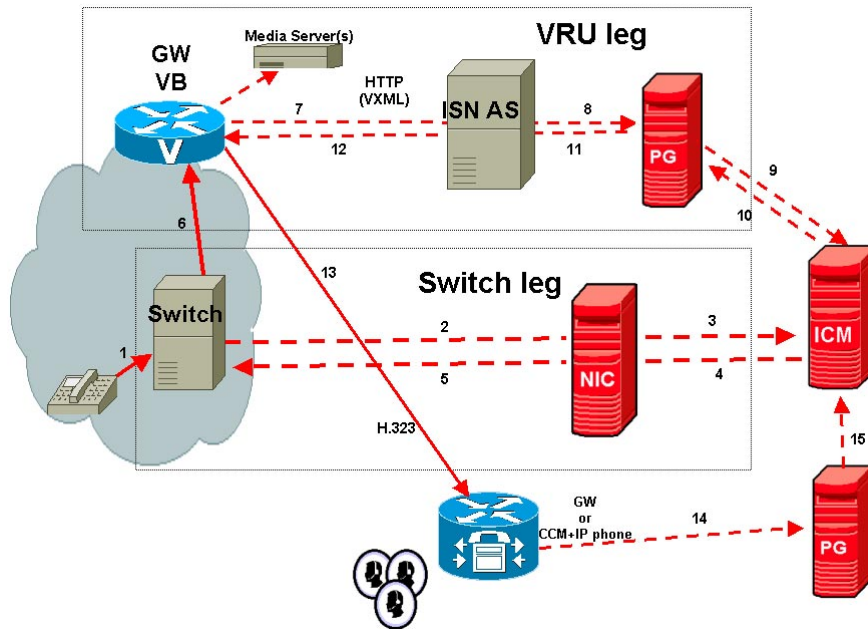 VRU leg
GW
VB
Media Server(s)
HTTP
(VXML)
7
ISN AS
8
12
11
PG
V
9
10
6
13
Switch leg
Switch
2
3
ICM
1
5
NIC
4
H.323
15
GW
or
CCM+IP phone
14
PG